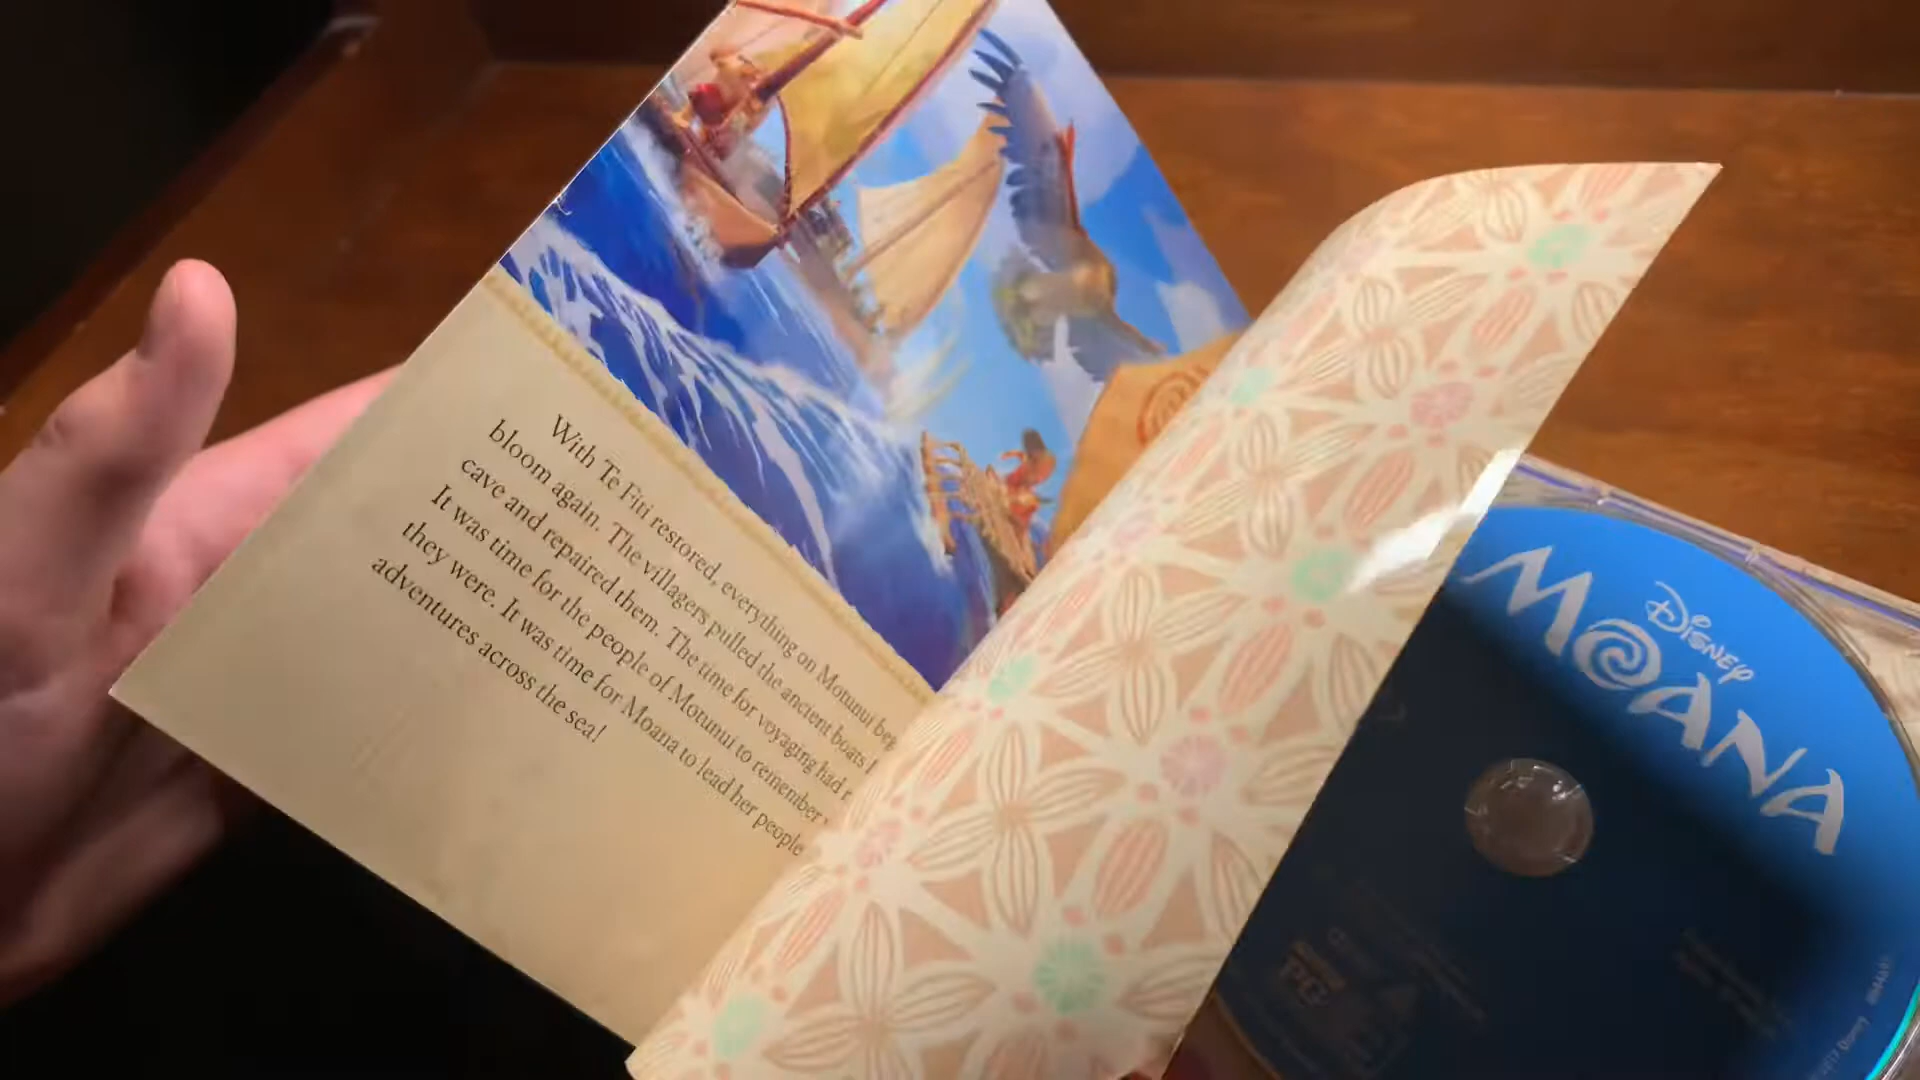 With Te Fiti restored, everything on Motunui
bloom again. The villagers pulled the ancient boats
cave and repaired them. The time for voyaging had
It was time for the people of Motunui to remember
they were. It was time for Moana to lead her people
adventures across the sea!
Disney
MOANA
PG